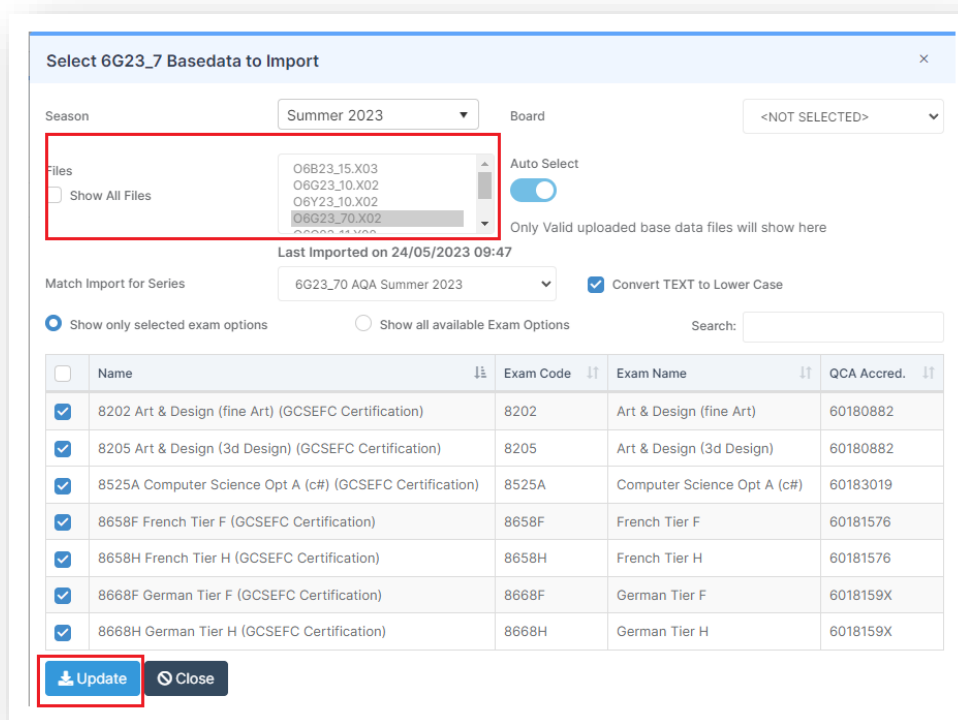 Select 6G23_7 Basedata to Import ×
Season Summer 2023 Board <NOT SELECTED>
Files
Show All Files
O6B23_15.X03
O6G23_10.X02
O6Y23_10.X02
O6G23_70.X02
Auto Select
Only Valid uploaded base data files will show here
Last Imported on 24/05/2023 09:47
Match Import for Series 6G23_70 AQA Summer 2023 Convert TEXT to Lower Case
Show only selected exam options Show all available Exam Options Search:
Name Exam Code Exam Name QCA Accred.
8202 Art & Design (fine Art) (GCSEFC Certification) 8202 Art & Design (fine Art) 60180882
8205 Art & Design (3d Design) (GCSEFC Certification) 8205 Art & Design (3d Design) 60180882
8525A Computer Science Opt A (c#) (GCSEFC Certification) 8525A Computer Science Opt A (c#) 60183019
8658F French Tier F (GCSEFC Certification) 8658F French Tier F 60181576
8658H French Tier H (GCSEFC Certification) 8658H French Tier H 60181576
8668F German Tier F (GCSEFC Certification) 8668F German Tier F 6018159X
8668H German Tier H (GCSEFC Certification) 8668H German Tier H 6018159X
Update Close